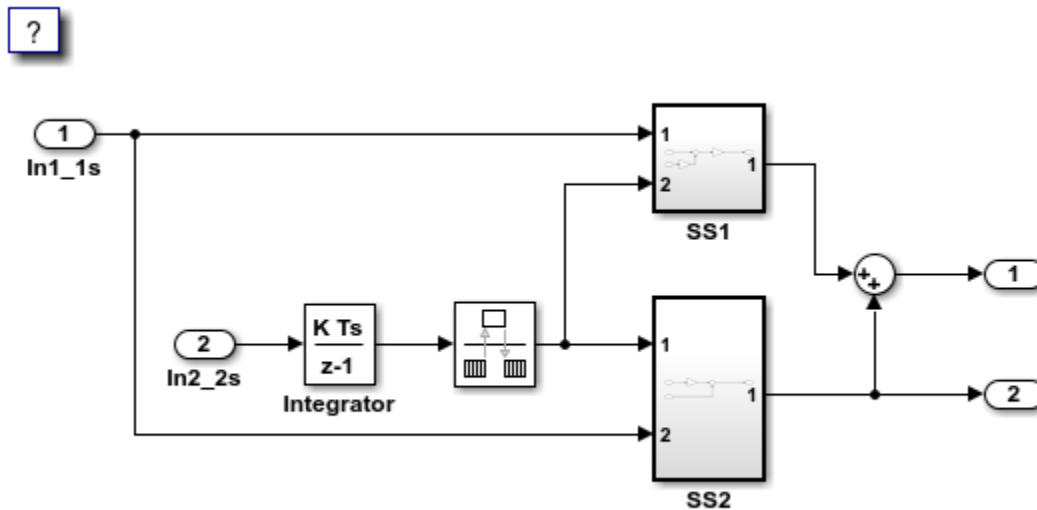 ?
1
In1_1s
1
2
1
SS1
2
In2_2s
K Ts
z-1
Integrator
1
2
1
SS2
+
+
1
2